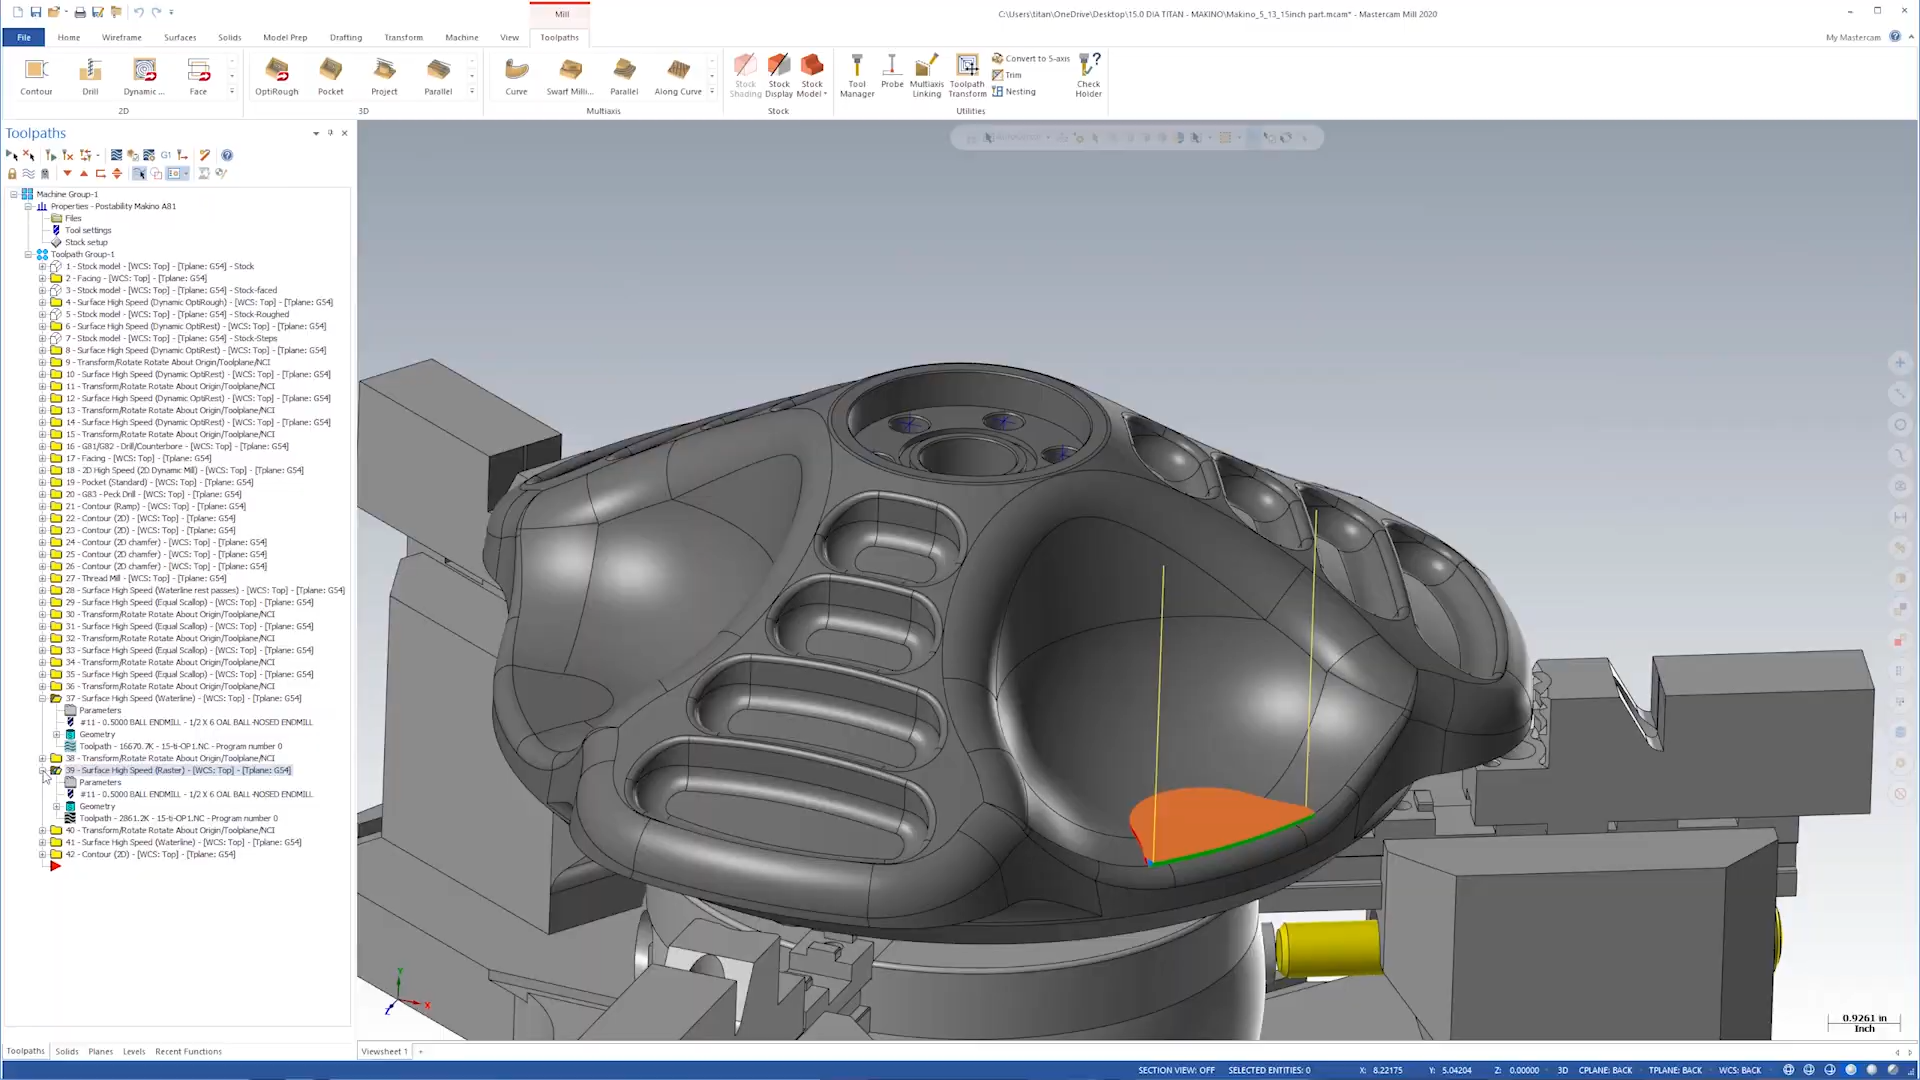 Mill
C:\Users\titan\OneDrive\Desktop\15.0 DIA TITAN - MAKINO\Makino_5_13_15inch part.mcam* - Mastercam Mill 2020
File Home Wireframe Surfaces Solids Model Prep Drafting Transform Machine View Toolpaths My Mastercam
Contour Drill Dynamic ... Face OptiRough Pocket Project Parallel Curve Swarf Milli... Parallel Along Curve
Stock Shading Stock Display Stock Model Tool Manager Probe Multiaxis Linking Toolpath Transform Convert to 5-axis Trim Nesting Check Holder
2D 3D Multiaxis Stock Utilities
Toolpaths
G1
Machine Group-1
Properties - Postability Makino A81
Files
Tool settings
Stock setup
Toolpath Group-1
1 - Stock model - [WCS: Top] - [Tplane: G54] - Stock
2 - Facing - [WCS: Top] - [Tplane: G54]
3 - Stock model - [WCS: Top] - [Tplane: G54] - Stock-faced
4 - Surface High Speed (Dynamic OptiRough) - [WCS: Top] - [Tplane: G54]
5 - Stock model - [WCS: Top] - [Tplane: G54] - Stock-Roughed
6 - Surface High Speed (Dynamic OptiRest) - [WCS: Top] - [Tplane: G54]
7 - Stock model - [WCS: Top] - [Tplane: G54] - Stock-Steps
8 - Surface High Speed (Dynamic OptiRest) - [WCS: Top] - [Tplane: G54]
9 - Transform/Rotate Rotate About Origin/Toolplane/NCI
10 - Surface High Speed (Dynamic OptiRest) - [WCS: Top] - [Tplane: G54]
11 - Transform/Rotate Rotate About Origin/Toolplane/NCI
12 - Surface High Speed (Dynamic OptiRest) - [WCS: Top] - [Tplane: G54]
13 - Transform/Rotate Rotate About Origin/Toolplane/NCI
14 - Surface High Speed (Dynamic OptiRest) - [WCS: Top] - [Tplane: G54]
15 - Transform/Rotate Rotate About Origin/Toolplane/NCI
16 - G81/G82 - Drill/Counterbore - [WCS: Top] - [Tplane: G54]
17 - Facing - [WCS: Top] - [Tplane: G54]
18 - 2D High Speed (2D Dynamic Mill) - [WCS: Top] - [Tplane: G54]
19 - Pocket (Standard) - [WCS: Top] - [Tplane: G54]
20 - G83 - Peck Drill - [WCS: Top] - [Tplane: G54]
21 - Contour (Ramp) - [WCS: Top] - [Tplane: G54]
22 - Contour (2D) - [WCS: Top] - [Tplane: G54]
23 - Contour (2D) - [WCS: Top] - [Tplane: G54]
24 - Contour (2D chamfer) - [WCS: Top] - [Tplane: G54]
25 - Contour (2D chamfer) - [WCS: Top] - [Tplane: G54]
26 - Contour (2D chamfer) - [WCS: Top] - [Tplane: G54]
27 - Thread Mill - [WCS: Top] - [Tplane: G54]
28 - Surface High Speed (Waterline rest passes) - [WCS: Top] - [Tplane: G54]
29 - Surface High Speed (Equal Scallop) - [WCS: Top] - [Tplane: G54]
30 - Transform/Rotate Rotate About Origin/Toolplane/NCI
31 - Surface High Speed (Equal Scallop) - [WCS: Top] - [Tplane: G54]
32 - Transform/Rotate Rotate About Origin/Toolplane/NCI
33 - Surface High Speed (Equal Scallop) - [WCS: Top] - [Tplane: G54]
34 - Transform/Rotate Rotate About Origin/Toolplane/NCI
35 - Surface High Speed (Equal Scallop) - [WCS: Top] - [Tplane: G54]
36 - Transform/Rotate Rotate About Origin/Toolplane/NCI
37 - Surface High Speed (Waterline) - [WCS: Top] - [Tplane: G54]
Parameters
#11 - 0.5000 BALL ENDMILL - 1/2 X 6 OAL BALL-NOSED ENDMILL
Geometry
Toolpath - 16670.7K - 15-ti-OP1.NC - Program number 0
38 - Transform/Rotate Rotate About Origin/Toolplane/NCI
39 - Surface High Speed (Raster) - [WCS: Top] - [Tplane: G54]
Parameters
#11 - 0.5000 BALL ENDMILL - 1/2 X 6 OAL BALL-NOSED ENDMILL
Geometry
Toolpath - 2861.2K - 15-ti-OP1.NC - Program number 0
40 - Transform/Rotate Rotate About Origin/Toolplane/NCI
41 - Surface High Speed (Waterline) - [WCS: Top] - [Tplane: G54]
42 - Contour (2D) - [WCS: Top] - [Tplane: G54]
Y
X
Z
0.9261 in
Inch
Toolpaths Solids Planes Levels Recent Functions Viewsheet 1 +
SECTION VIEW: OFF SELECTED ENTITIES: 0 X: 8.22175 Y: 5.04204 Z: 0.00000 3D CPLANE: BACK TPLANE: BACK WCS: BACK